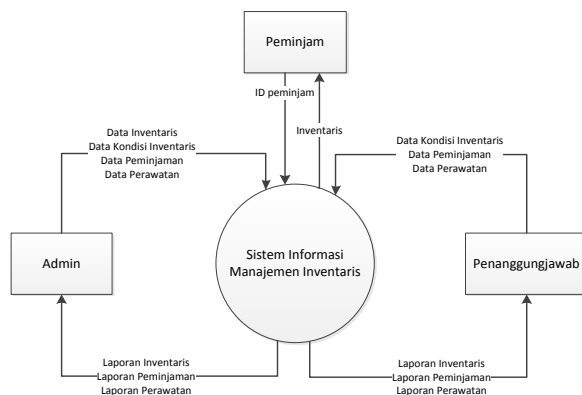 Peminjam
ID peminjam
Inventaris
Data Inventaris
Data Kondisi Inventaris
Data Peminjaman
Data Perawatan
Data Kondisi Inventaris
Data Peminjaman
Data Perawatan
Admin
Sistem Informasi
Manajemen Inventaris
Penanggungjawab
Laporan Inventaris
Laporan Peminjaman
Laporan Perawatan
Laporan Inventaris
Laporan Peminjaman
Laporan Perawatan